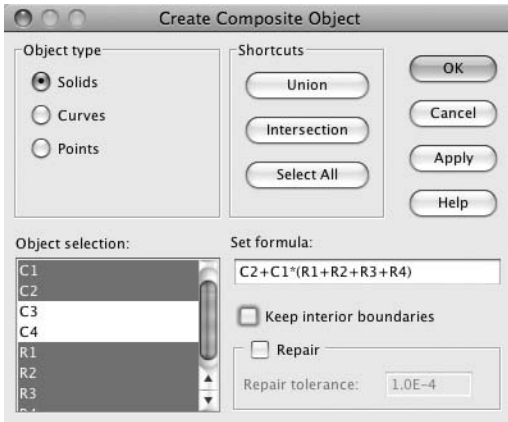 Create Composite Object
Object type
Solids
Curves
Points
Shortcuts
Union
Intersection
Select All
OK
Cancel
Apply
Help
Object selection:
C1
C2
C3
C4
R1
R2
R3
Set formula:
C2+C1*(R1+R2+R3+R4)
Keep interior boundaries
Repair
Repair tolerance:
1.0E-4